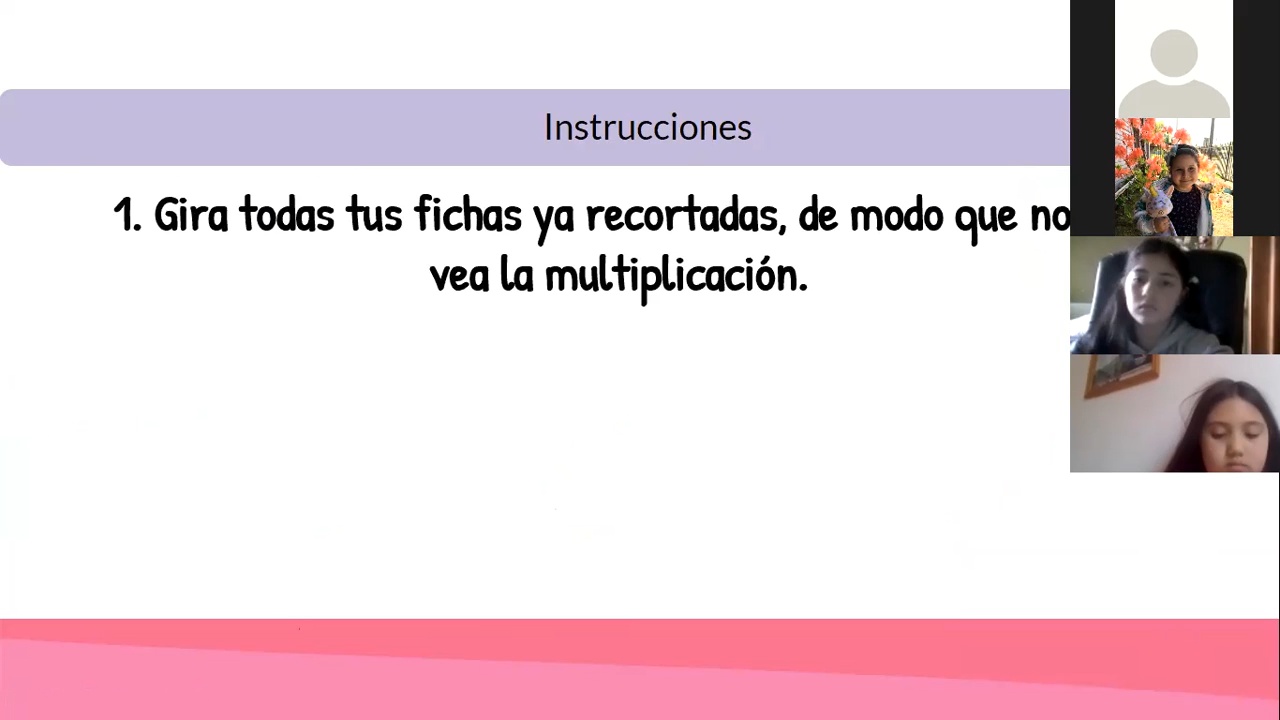 Instrucciones
1. Gira todas tus fichas ya recortadas, de modo que no
vea la multiplicación.